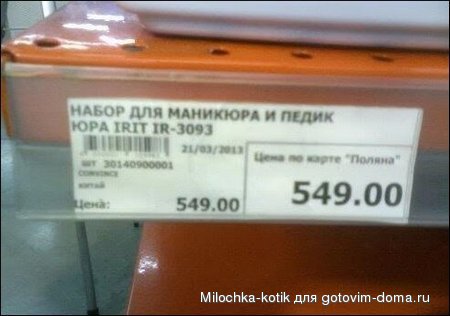 НАБОР ДЛЯ МАНИКЮРА И ПЕДИК
ЮРА IRIT IR-3093
21/03/2013
ШТ 30140900001
CONVINCE
китай
Цена: 549.00
Цена по карте "Поляна"
549.00
Milochka-kotik для gotovim-doma.ru